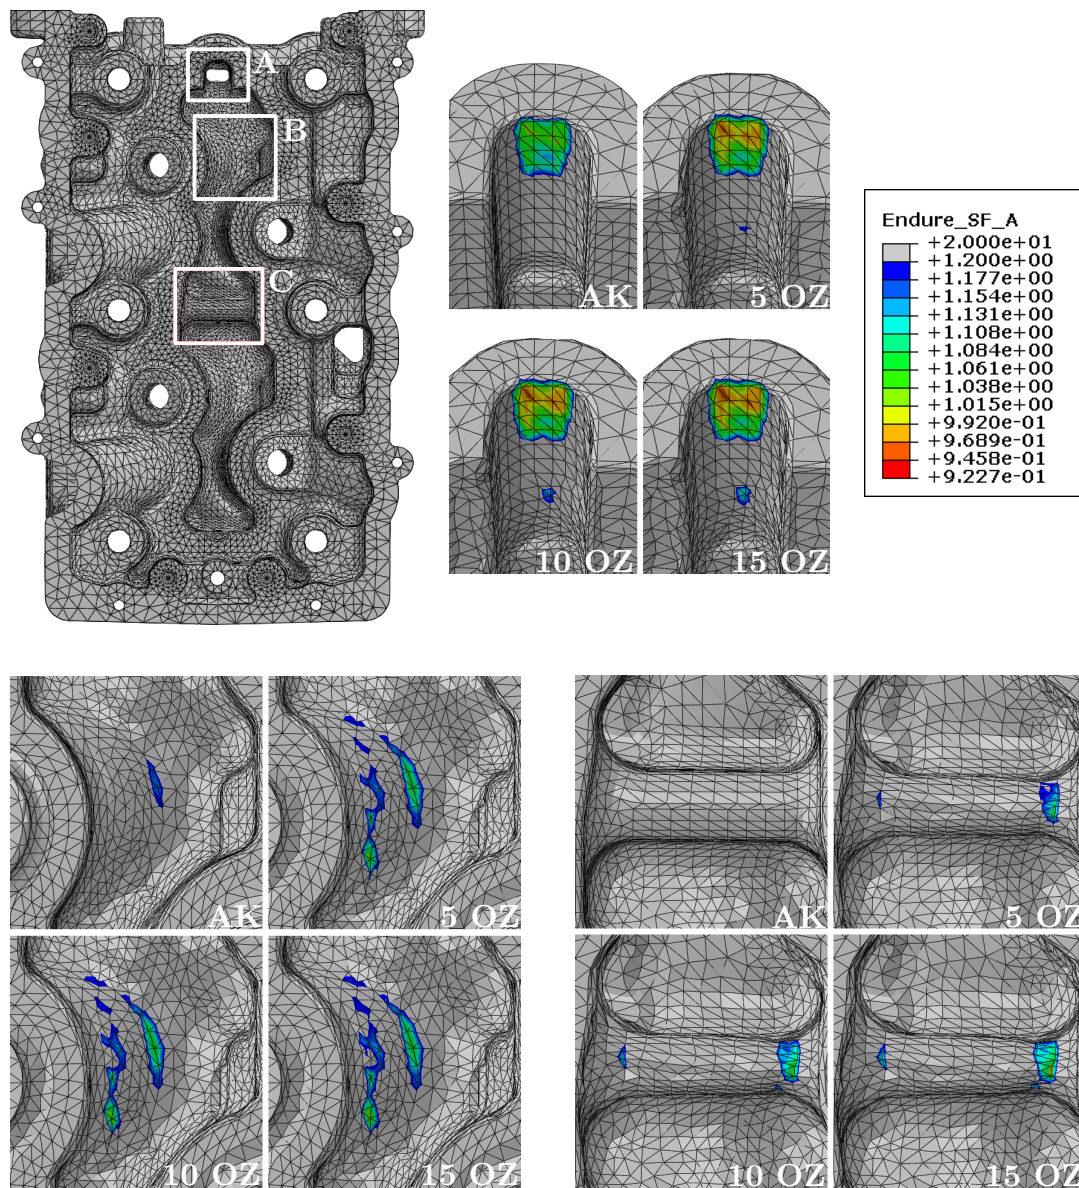 A
B
C
AK
5 OZ
10 OZ
15 OZ
Endure_SF_A
+2.000e+01
+1.200e+00
+1.177e+00
+1.154e+00
+1.131e+00
+1.108e+00
+1.084e+00
+1.061e+00
+1.038e+00
+1.015e+00
+9.920e-01
+9.689e-01
+9.458e-01
+9.227e-01
AK
5 OZ
AK
5 OZ
10 OZ
15 OZ
10 OZ
15 OZ